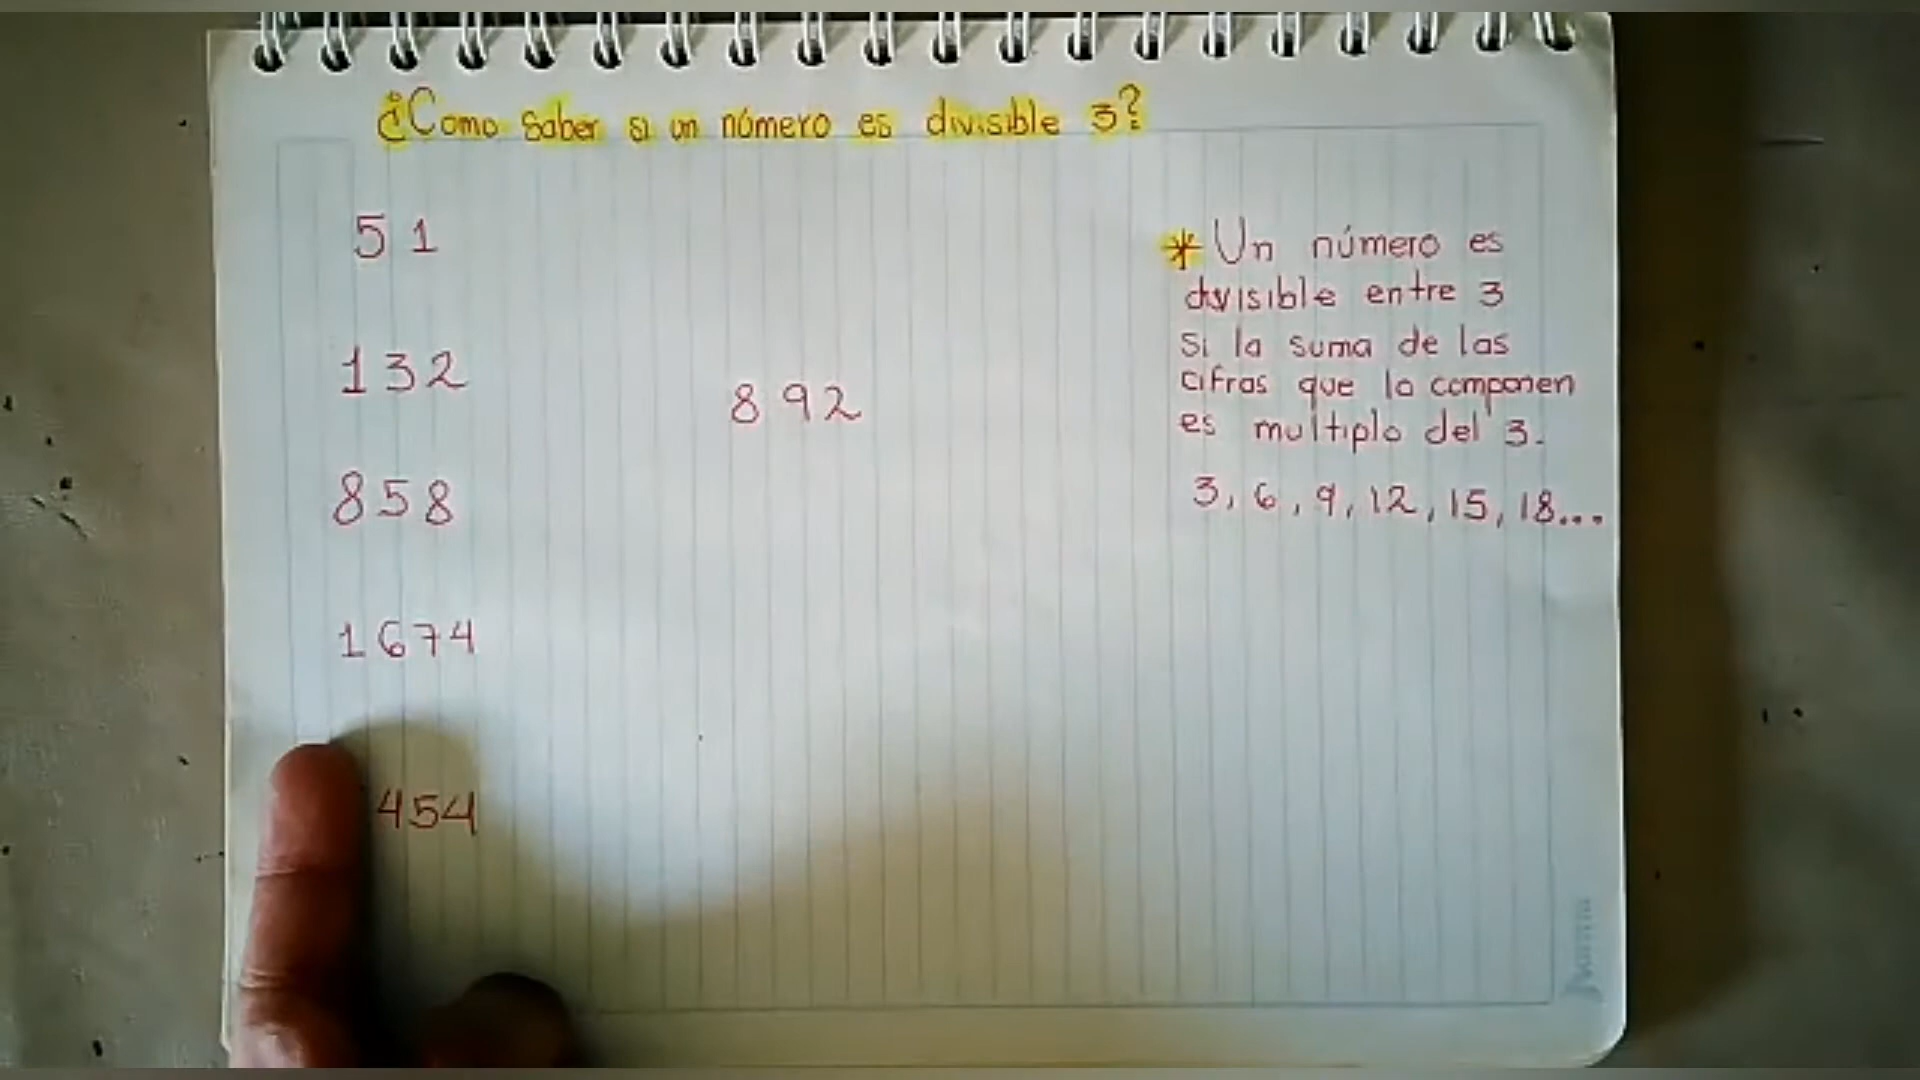 ¿Como saber si un número es divisible 3?
51
132
858
1674
454
892
* Un número es
divisible entre 3
si la suma de las
cifras que lo componen
es multiplo del 3.
3, 6, 9, 12, 15, 18...